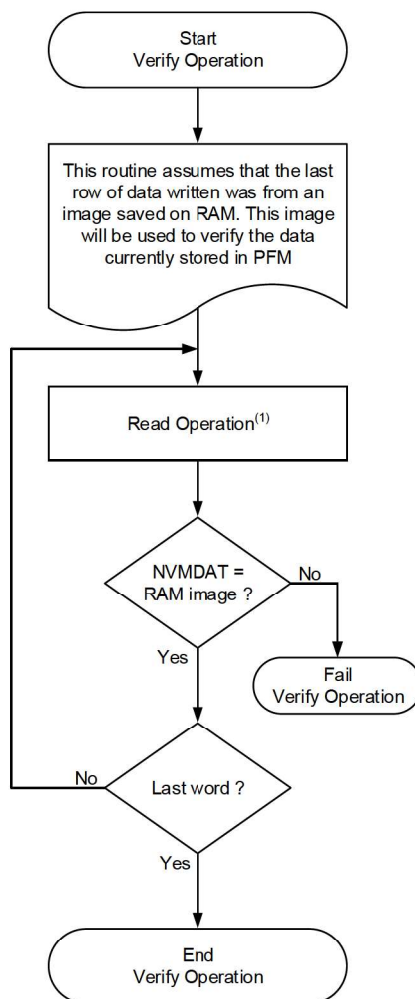 Start
Verify Operation
This routine assumes that the last
row of data written was from an
image saved on RAM. This image
will be used to verify the data
currently stored in PFM
Read Operation(1)
NVMDAT =
RAM image ?
No
Yes
Fail
Verify Operation
No
Last word ?
Yes
End
Verify Operation